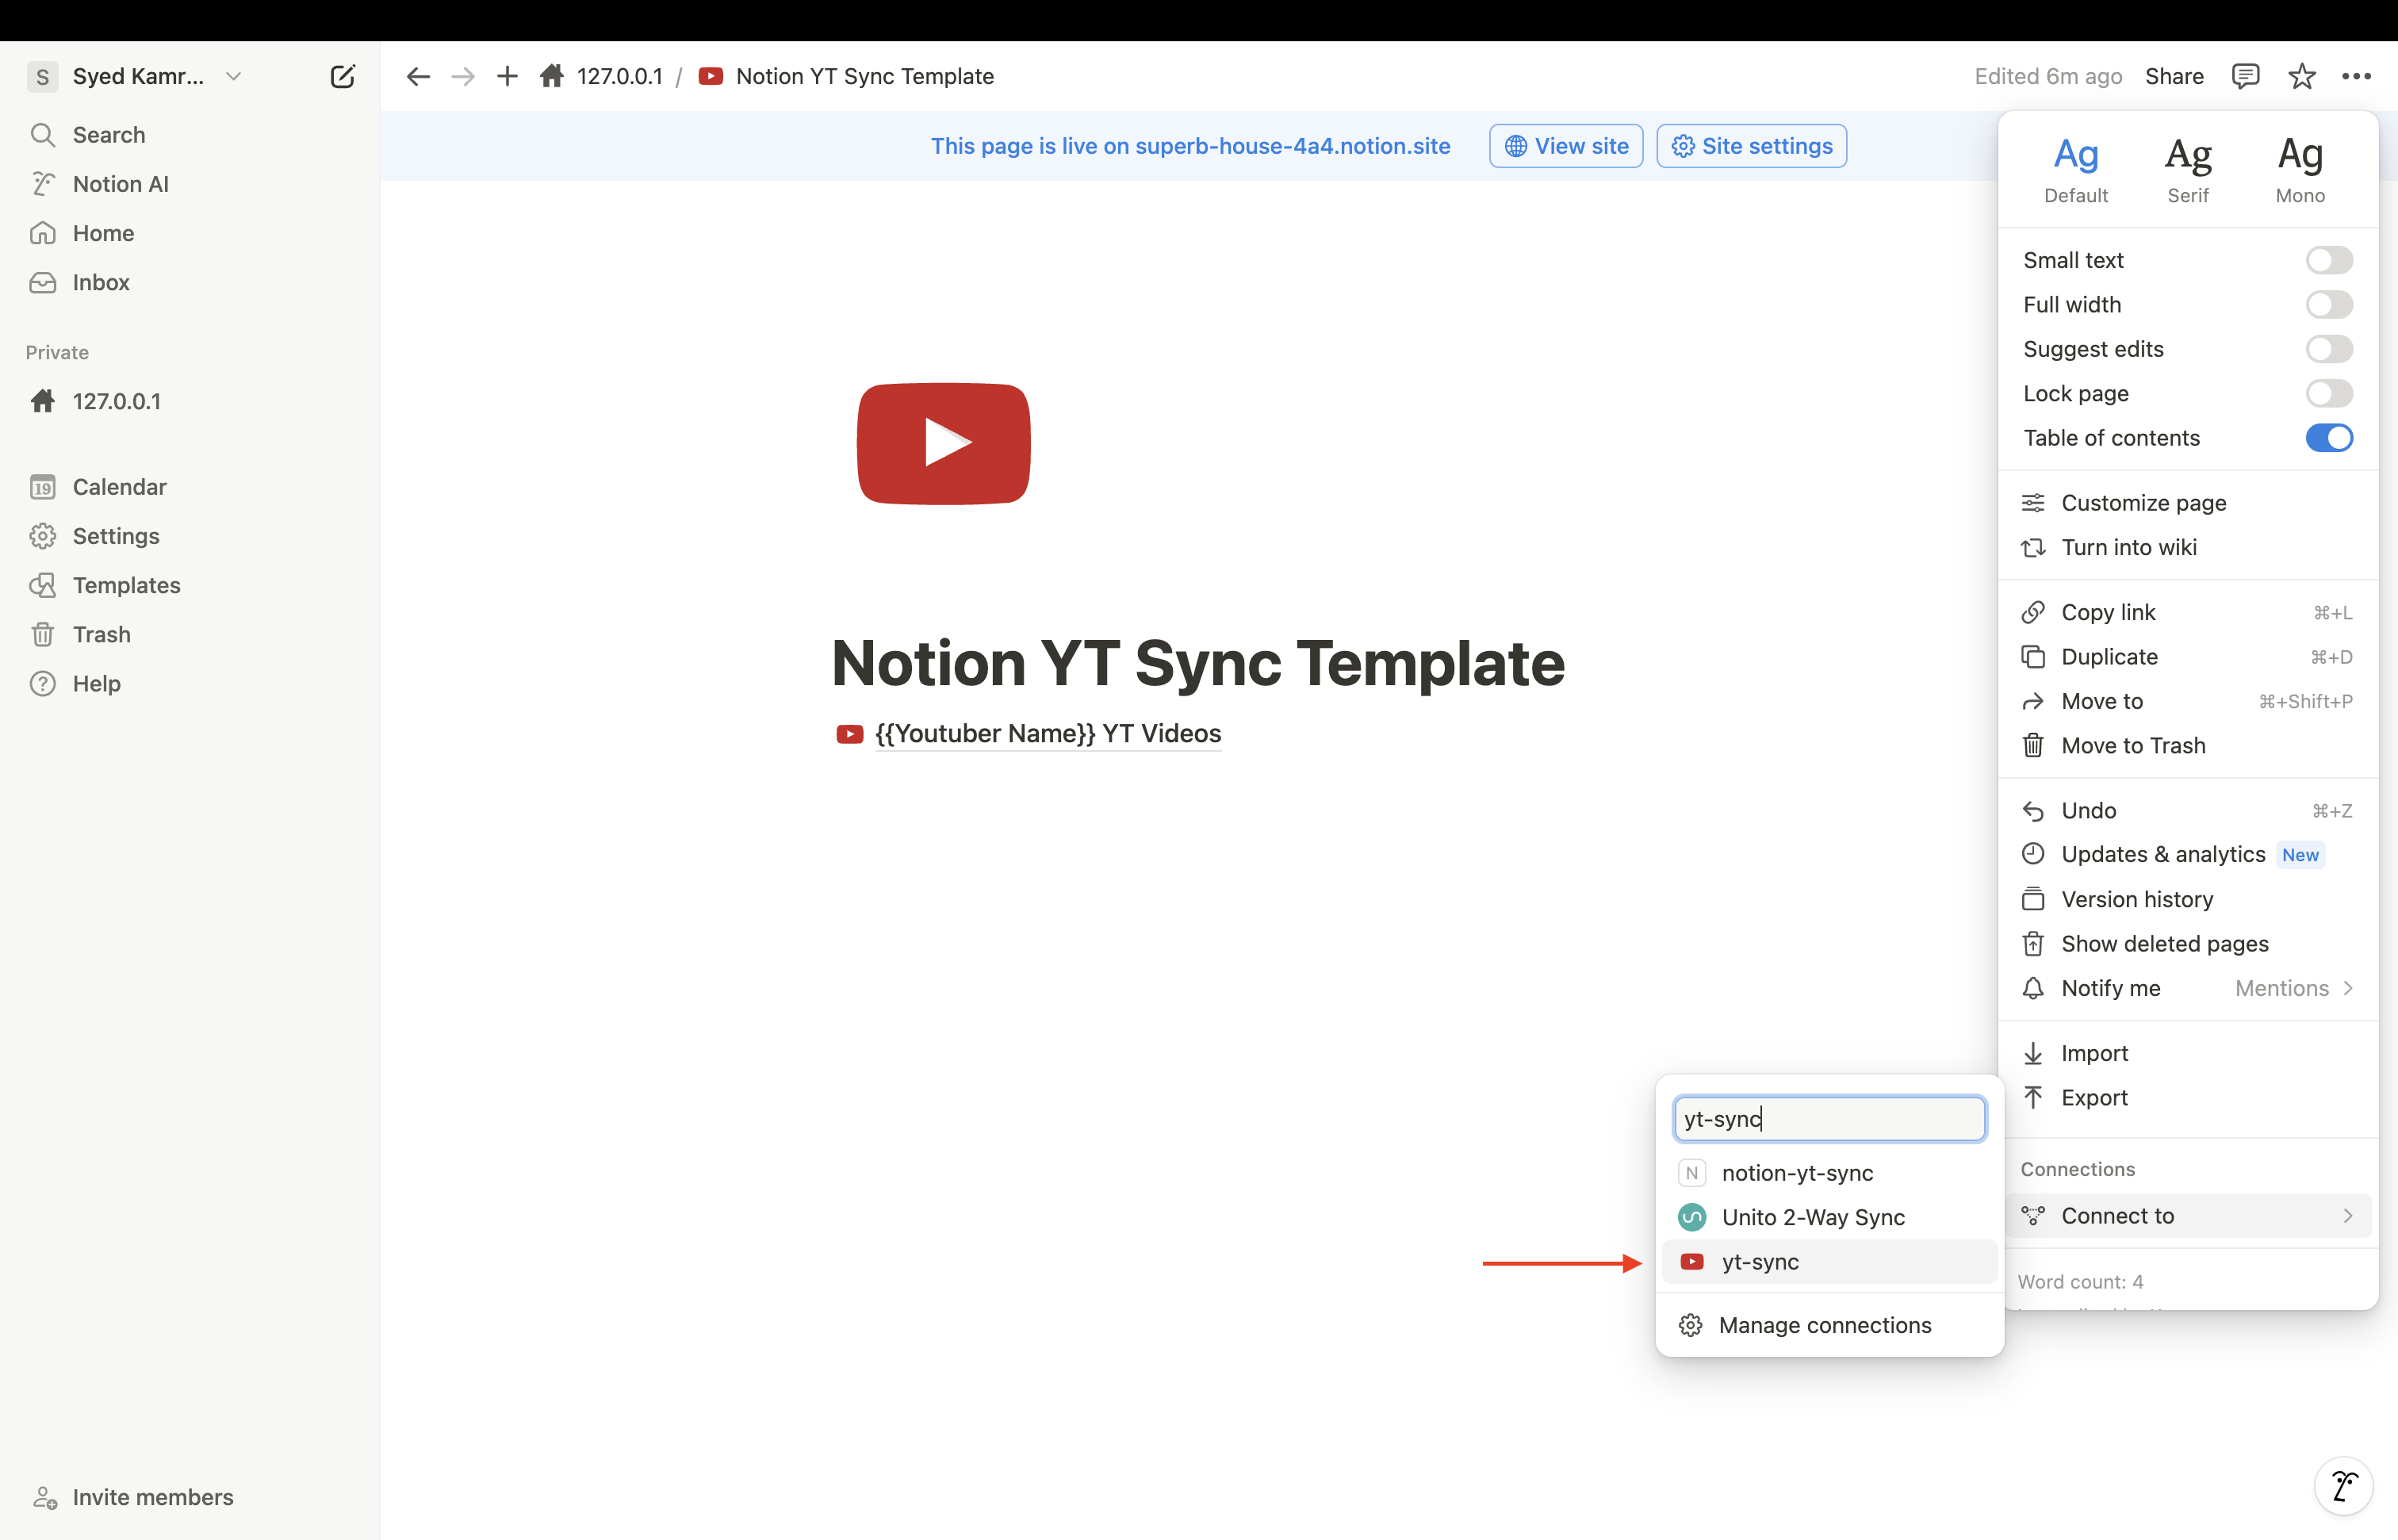 S Syed Kamr...
Search
Notion AI
Home
Inbox
Private
127.0.0.1
19 Calendar
Settings
Templates
Trash
Help
Invite members
127.0.0.1 / Notion YT Sync Template
Edited 6m ago Share
This page is live on superb-house-4a4.notion.site View site Site settings
Notion YT Sync Template
{{Youtuber Name}} YT Videos
Ag Ag Ag
Default Serif Mono
Small text
Full width
Suggest edits
Lock page
Table of contents
Customize page
Turn into wiki
Copy link ⌘+L
Duplicate ⌘+D
Move to ⌘+Shift+P
Move to Trash
Undo ⌘+Z
Updates & analytics New
Version history
Show deleted pages
Notify me Mentions
Import
Export
Connections
Connect to
Word count: 4
yt-sync
N notion-yt-sync
Unito 2-Way Sync
yt-sync
Manage connections